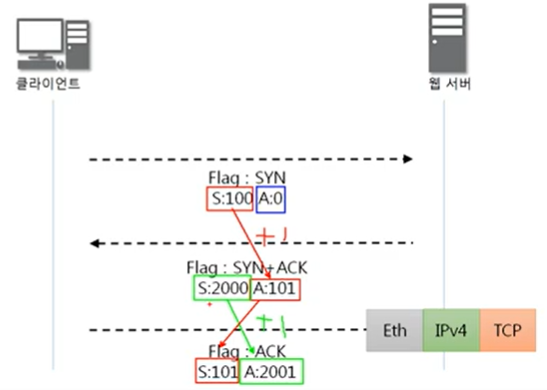 클라이언트
웹 서버
Flag : SYN
S:100 A:0
+1
Flag : SYN+ACK
S:2000 A:101
+1
Eth IPv4 TCP
Flag : ACK
S:101 A:2001